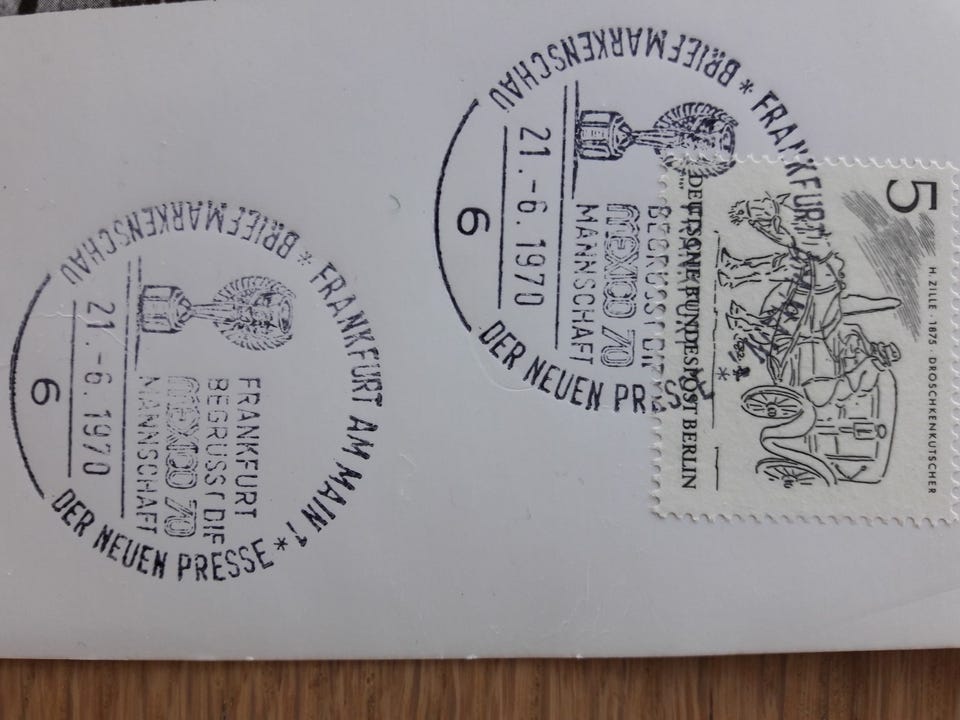 BRIEFMARKENSCHAU * FRANKFURT AM MAIN 1
FRANKFURT
BEGRÜSST DIE
MEXICO 70
MANNSCHAFT
21.-6.1970
6
DER NEUEN PRESSE *
BRIEFMARKENSCHAU * FRANKFURT
BEGRÜSST DIE
MEXICO 70
MANNSCHAFT
21.-6.1970
6
DER NEUEN PRESSE *
5
H. ZILLE · 1875 · DROSCHKENKUTSCHER
DEUTSCHE BUNDESPOST BERLIN